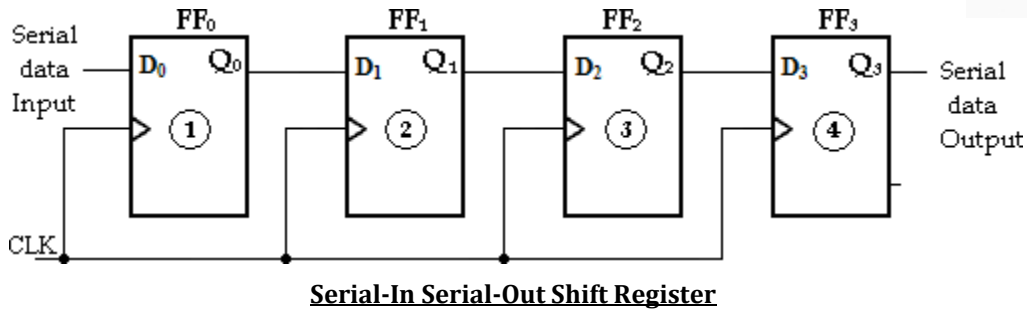 FF₀ FF₁ FF₂ FF₃
Serial
data
Input
D₀ Q₀ D₁ Q₁ D₂ Q₂ D₃ Q₃
Serial
data
Output
1 2 3 4
CLK
Serial-In Serial-Out Shift Register